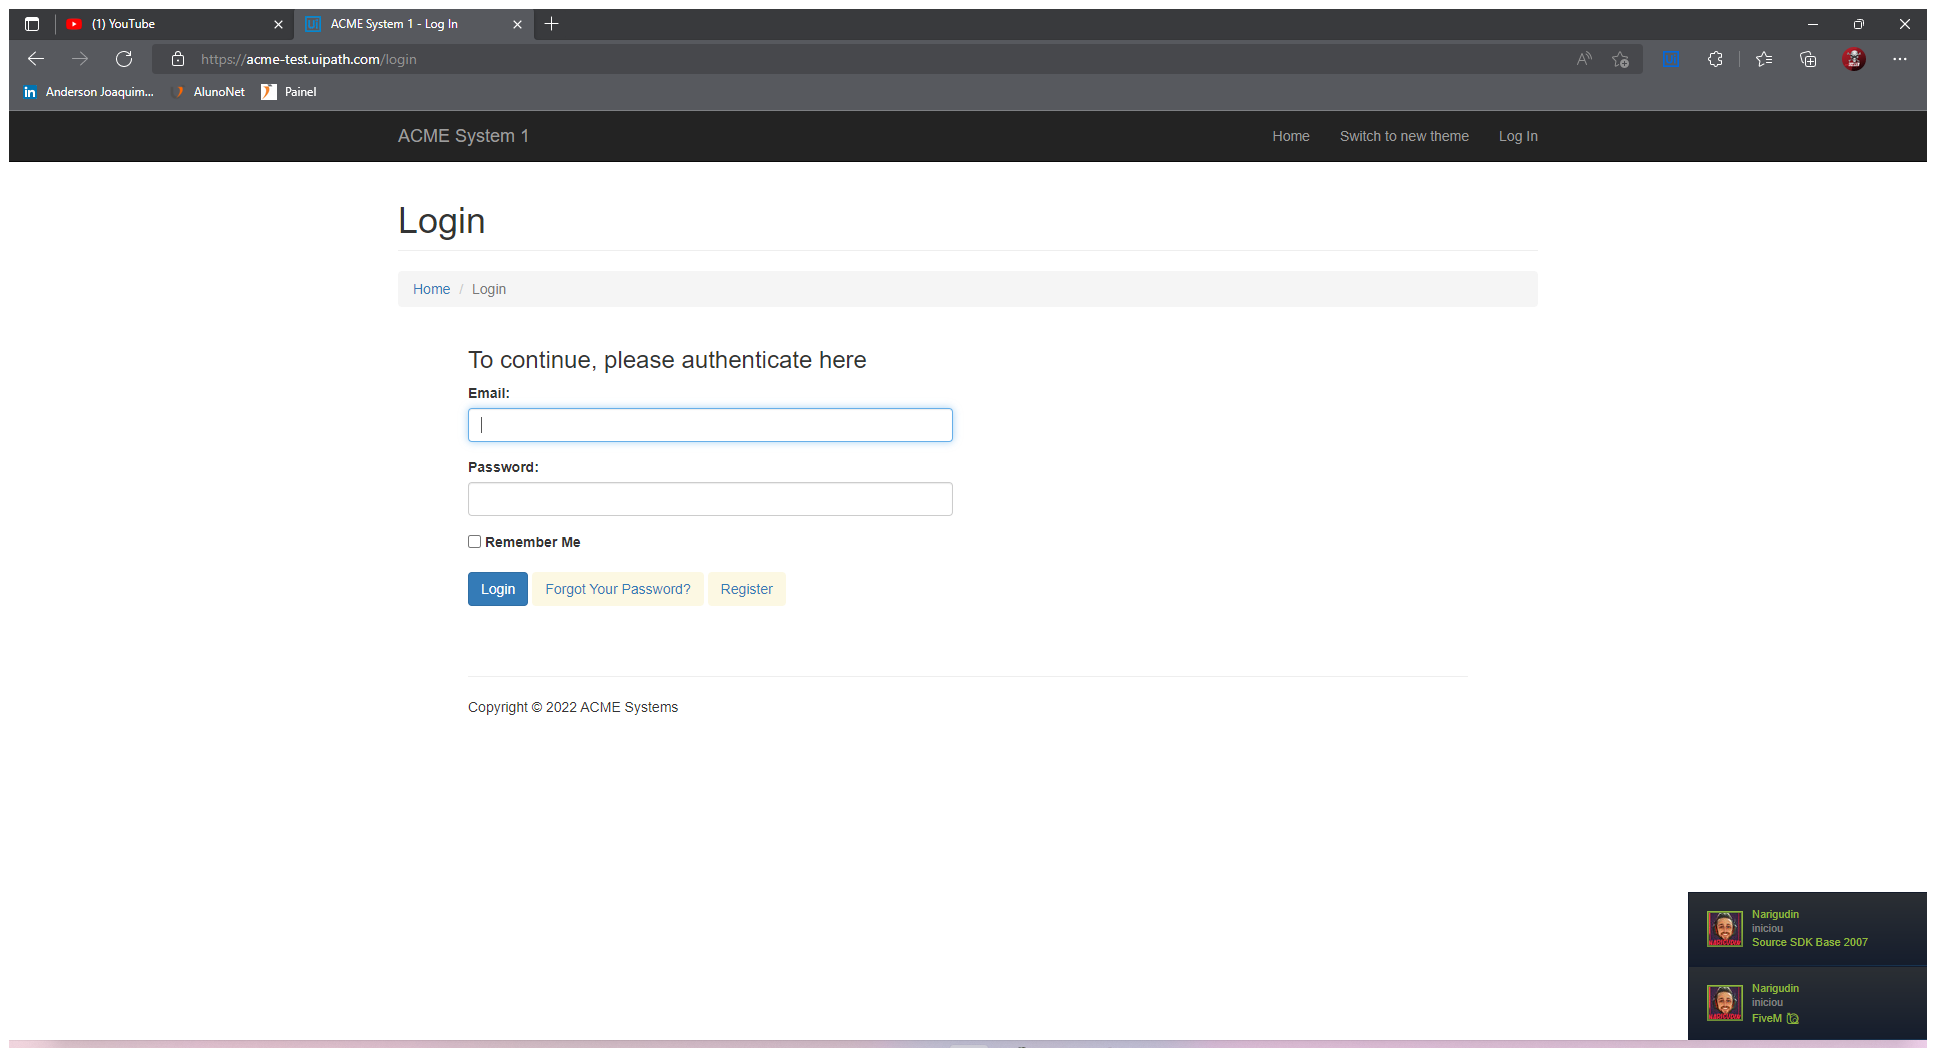 (1) YouTube
ACME System 1 - Log In
https://acme-test.uipath.com/login
Anderson Joaquim...
AlunoNet
Painel
ACME System 1
Home
Switch to new theme
Log In
Login
Home / Login
To continue, please authenticate here
Email:
Password:
Remember Me
Login
Forgot Your Password?
Register
Copyright © 2022 ACME Systems
Narigudin
iniciou
Source SDK Base 2007
Narigudin
iniciou
FiveM